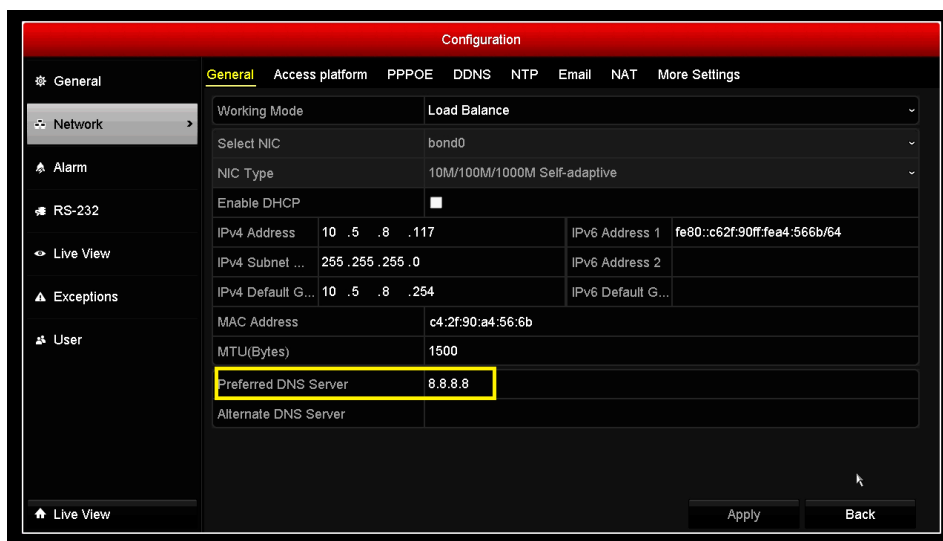 Configuration
General
Network
Alarm
RS-232
Live View
Exceptions
User
Live View
General Access platform PPPOE DDNS NTP Email NAT More Settings
Working Mode Load Balance
Select NIC bond0
NIC Type 10M/100M/1000M Self-adaptive
Enable DHCP
IPv4 Address 10 .5 .8 .117 IPv6 Address 1 fe80::c62f:90ff:fea4:566b/64
IPv4 Subnet ... 255.255.255.0 IPv6 Address 2
IPv4 Default G... 10 .5 .8 .254 IPv6 Default G...
MAC Address c4:2f:90:a4:56:6b
MTU(Bytes) 1500
Preferred DNS Server 8.8.8.8
Alternate DNS Server
Apply Back